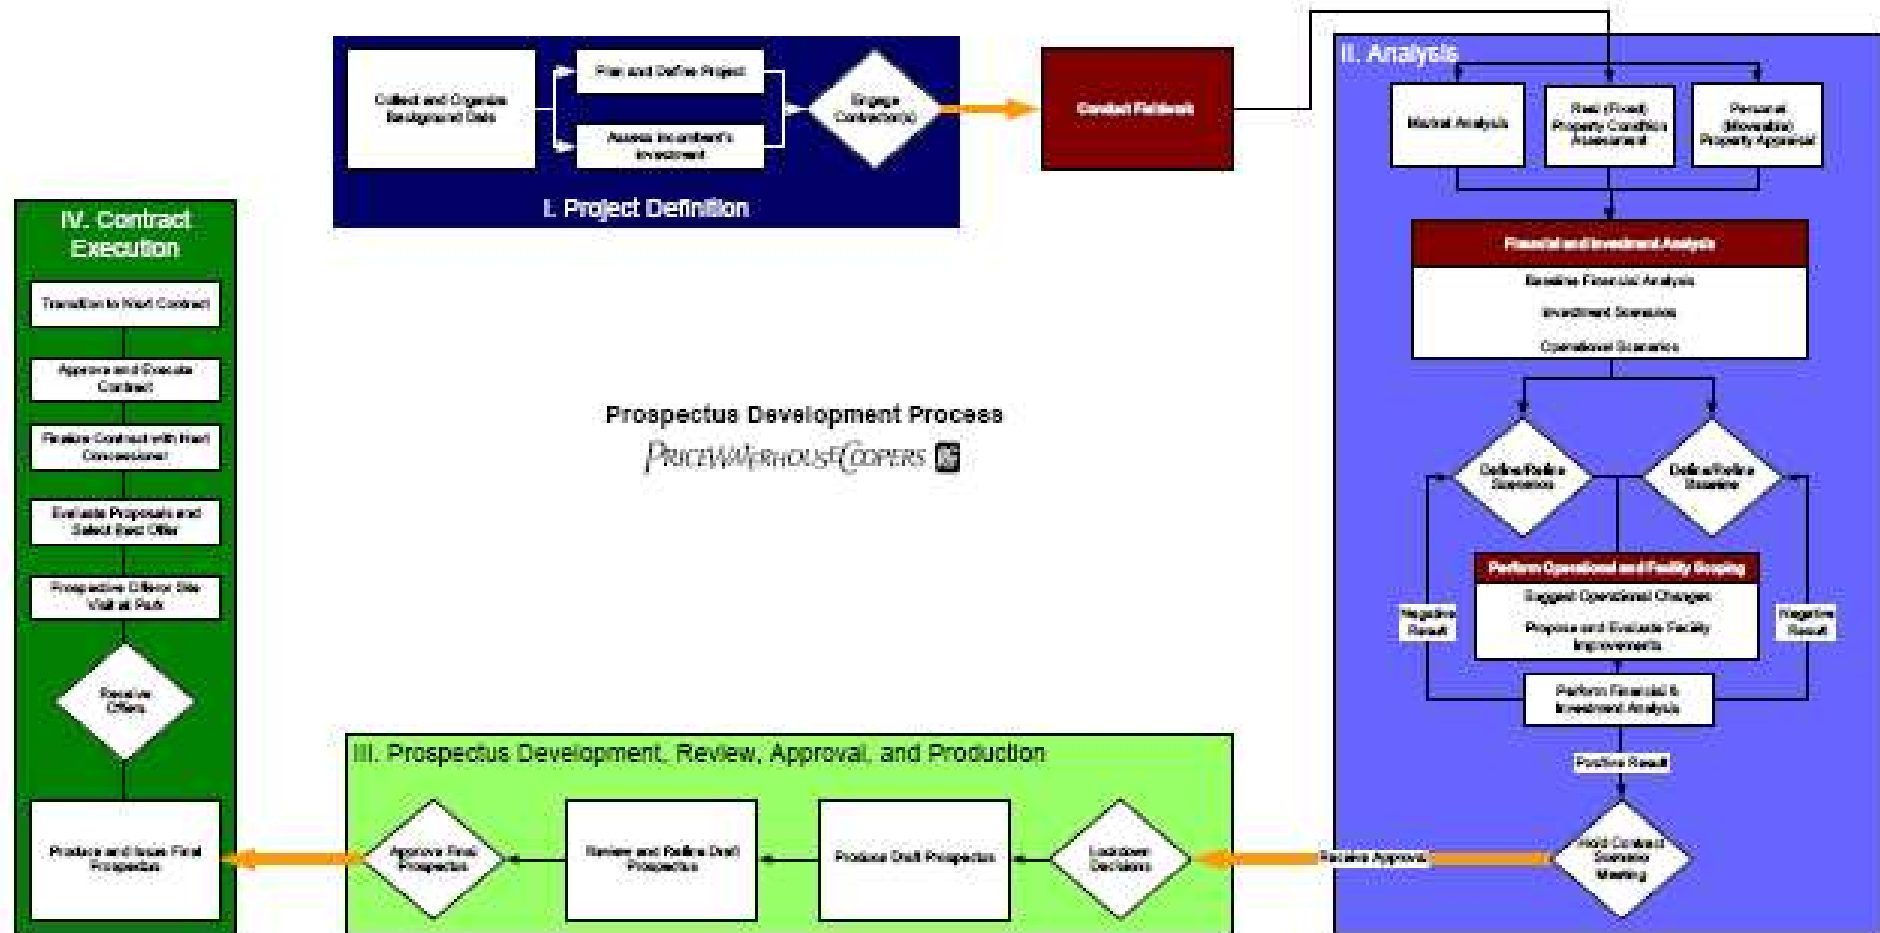 Collect and Organize
Background Data
Plan and Define Project
Assess Incumbent's
Investment
Engage
Contractor(s)
I. Project Definition
Conduct Fieldwork
II. Analysis
Market Analysis
Real (Fixed)
Property Condition
Assessment
Personal
(Moveable)
Property Appraisal
Financial and Investment Analysis
Baseline Financial Analysis
Investment Scenarios
Operational Scenarios
Define/Refine
Scenarios
Define/Refine
Baseline
Perform Operational and Facility Scoping
Suggest Operational Changes
Propose and Evaluate Facility
Improvements
Negative
Result
Negative
Result
Perform Financial &
Investment Analysis
Positive Result
Hold Contract
Scenario
Meeting
Receive Approval
Prospectus Development Process
PRICEWATERHOUSECOOPERS
III. Prospectus Development, Review, Approval, and Production
Lockdown
Decisions
Produce Draft Prospectus
Review and Refine Draft
Prospectus
Approve Final
Prospectus
IV. Contract
Execution
Transition to Next Contract
Approve and Execute
Contract
Finalize Contract with Next
Concessioner
Evaluate Proposals and
Select Best Offer
Prospective Offeror Site
Visit at Park
Receive
Offers
Produce and Issue Final
Prospectus